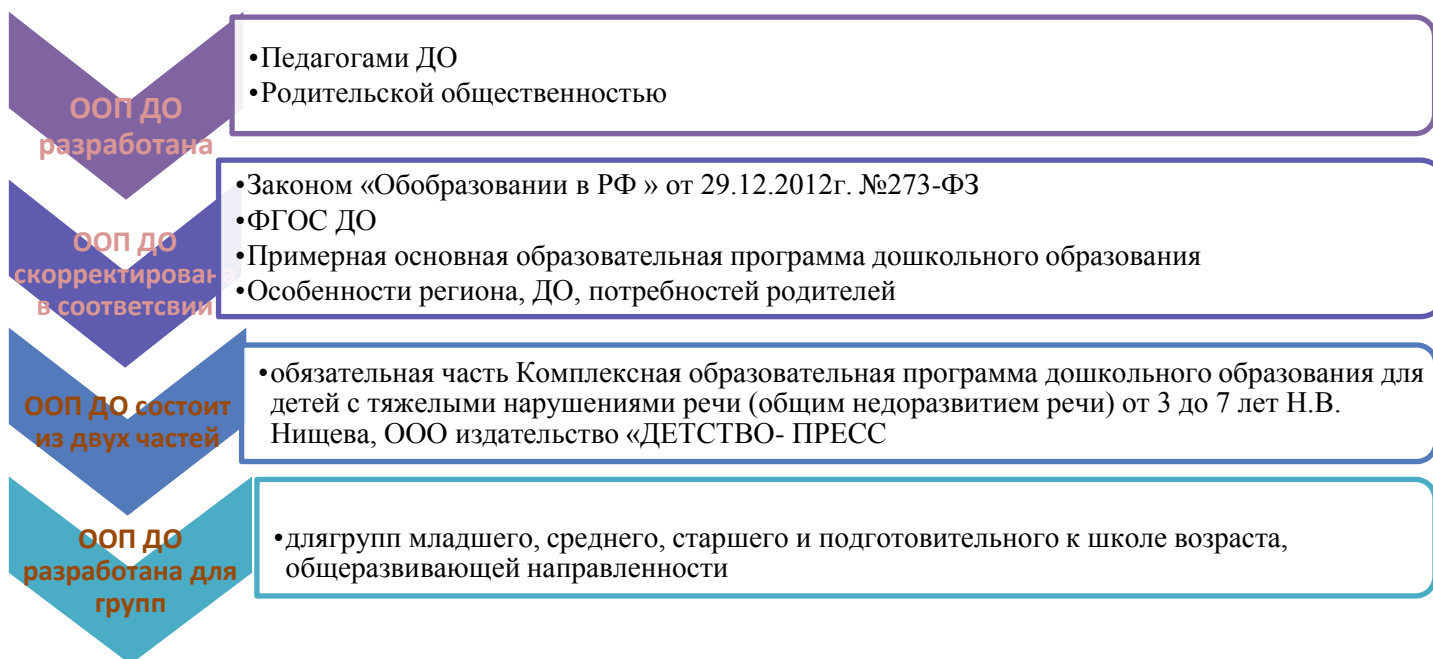 ООП ДО
разработана
•Педагогами ДО
•Родительской общественностью
ООП ДО
скорректирована
в соответсвии
•Законом «Обобразовании в РФ » от 29.12.2012г. №273-ФЗ
•ФГОС ДО
•Примерная основная образовательная программа дошкольного образования
•Особенности региона, ДО, потребностей родителей
ООП ДО состоит
из двух частей
•обязательная часть Комплексная образовательная программа дошкольного образования для
детей с тяжелыми нарушениями речи (общим недоразвитием речи) от 3 до 7 лет Н.В.
Нищева, ООО издательство «ДЕТСТВО- ПРЕСС
ООП ДО
разработана для
групп
•длягрупп младшего, среднего, старшего и подготовительного к школе возраста,
общеразвивающей направленности